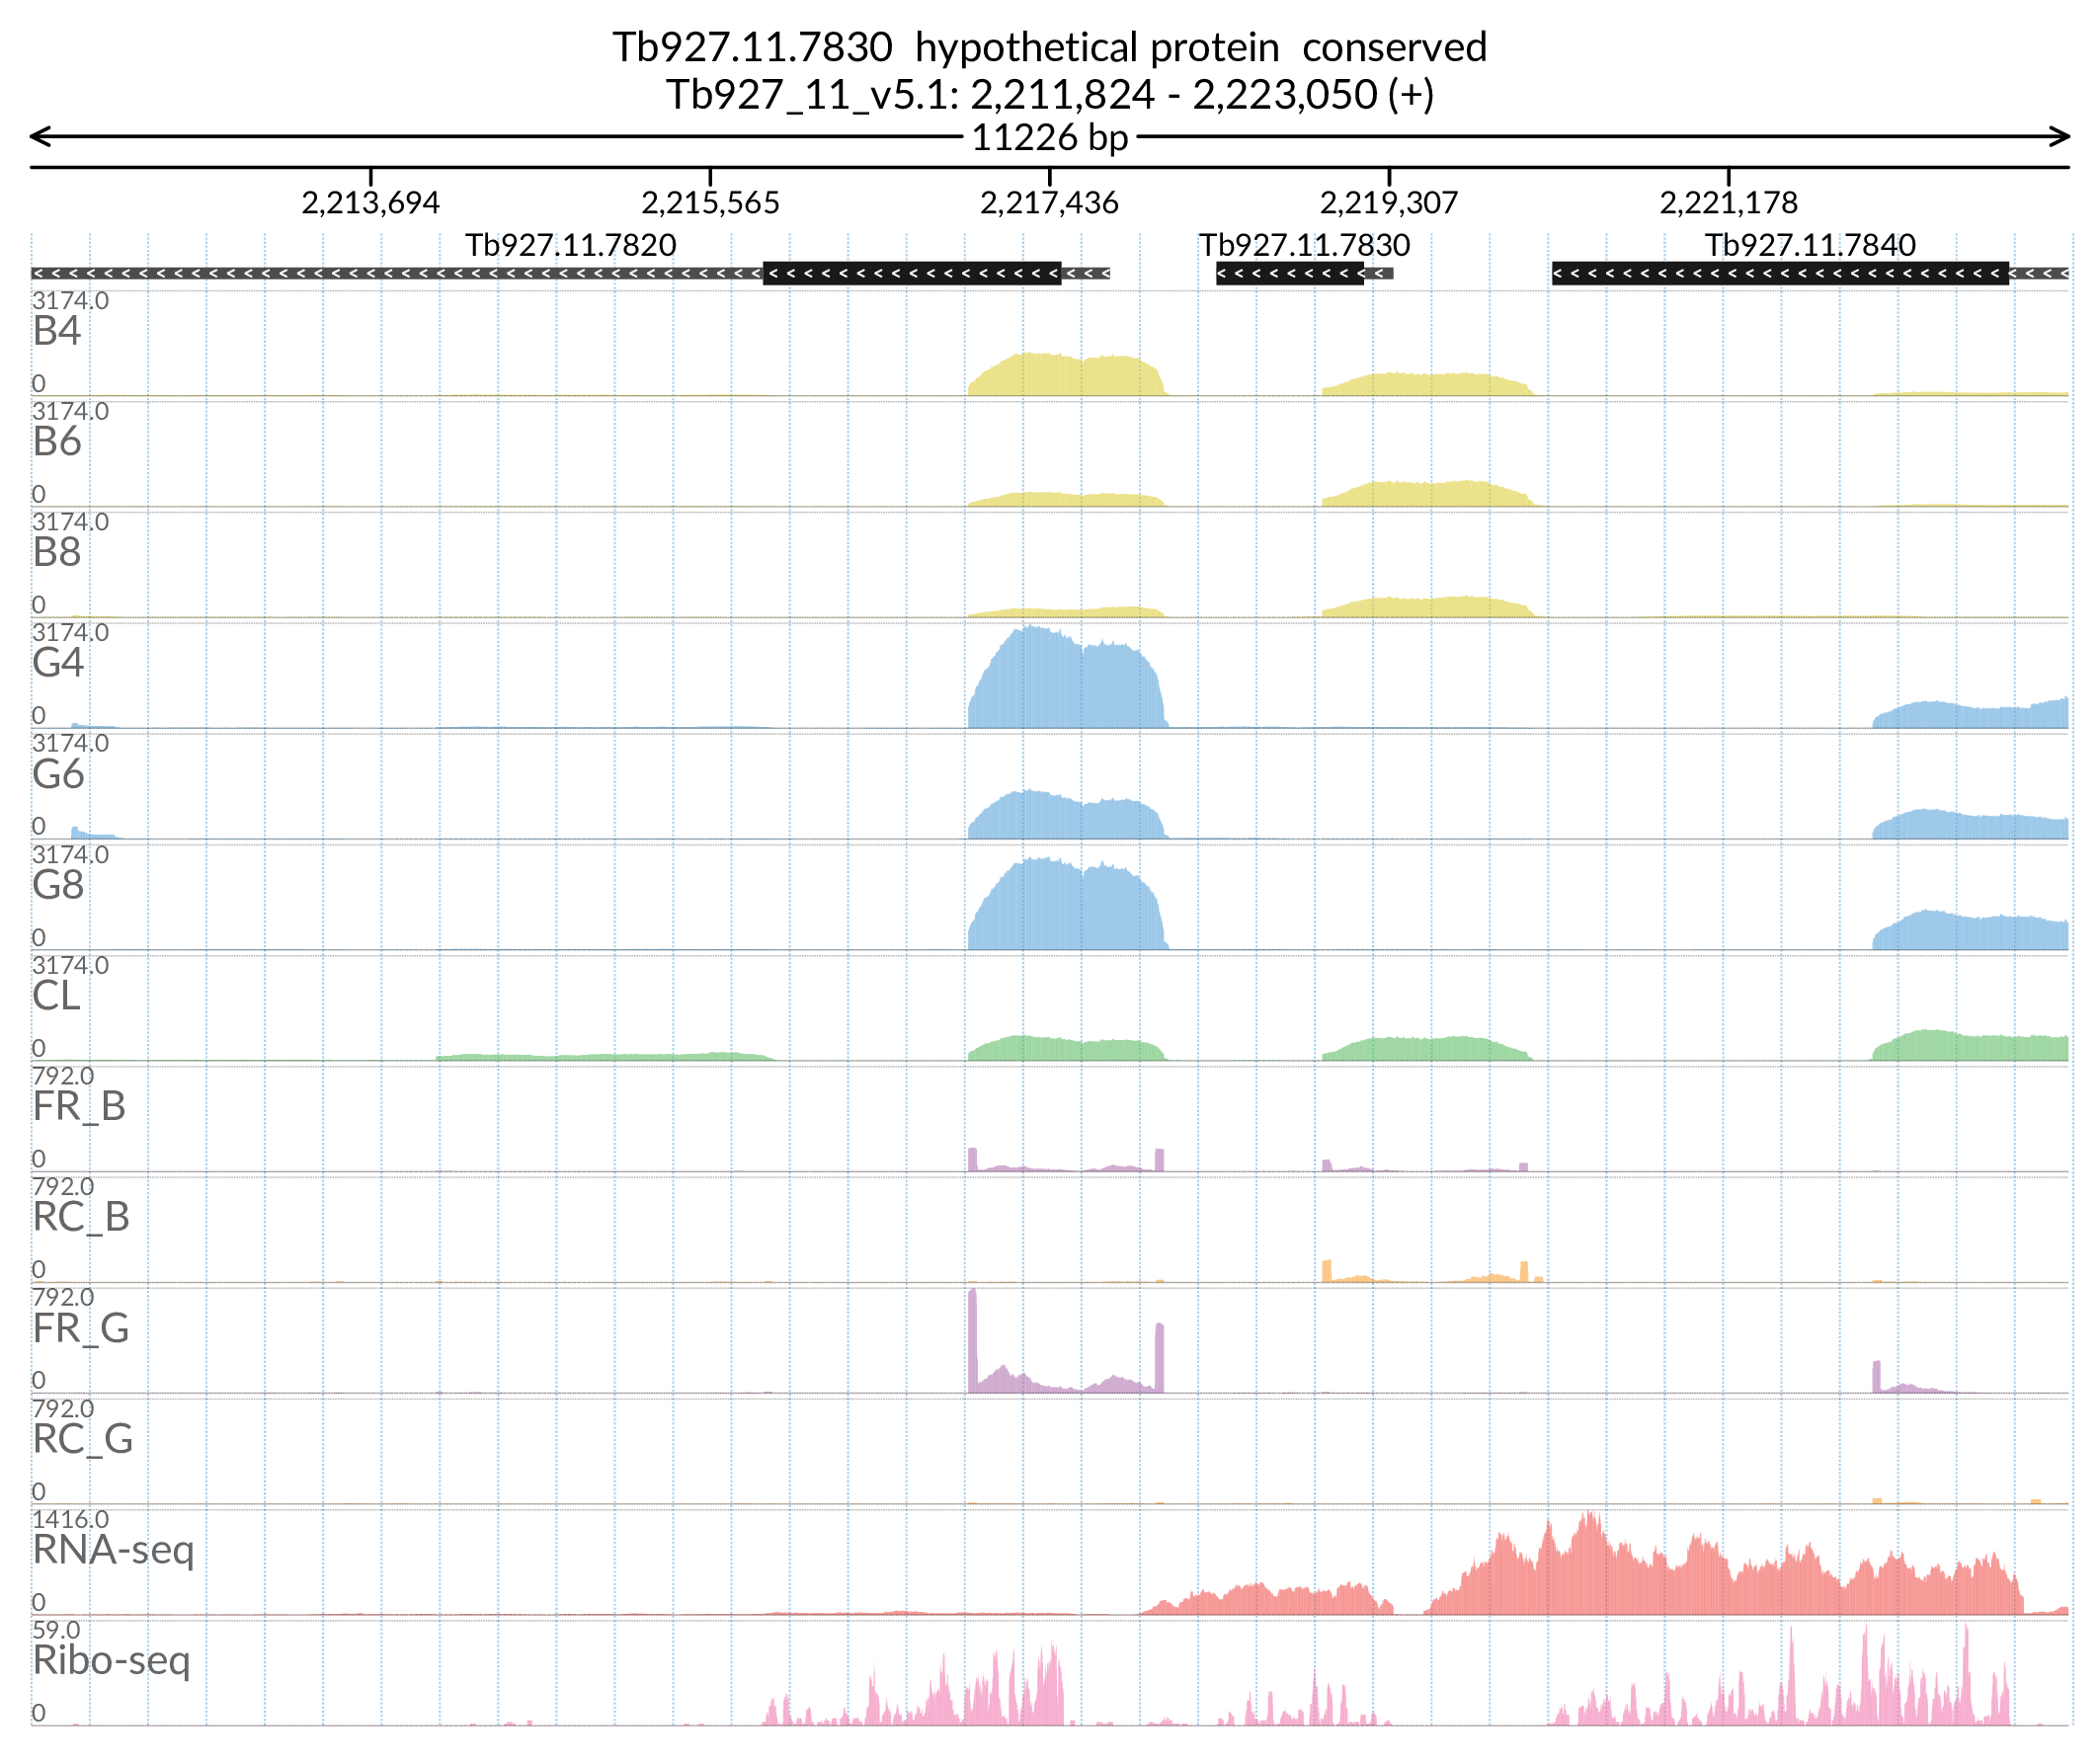 Tb927.11.7830  hypothetical protein  conserved
Tb927_11_v5.1: 2,211,824 - 2,223,050 (+)
11226 bp
2,213,694 2,215,565 2,217,436 2,219,307 2,221,178
Tb927.11.7820 Tb927.11.7830 Tb927.11.7840
3174.0
B4
0
3174.0
B6
0
3174.0
B8
0
3174.0
G4
0
3174.0
G6
0
3174.0
G8
0
3174.0
CL
0
792.0
FR_B
0
792.0
RC_B
0
792.0
FR_G
0
792.0
RC_G
0
1416.0
RNA-seq
0
59.0
Ribo-seq
0